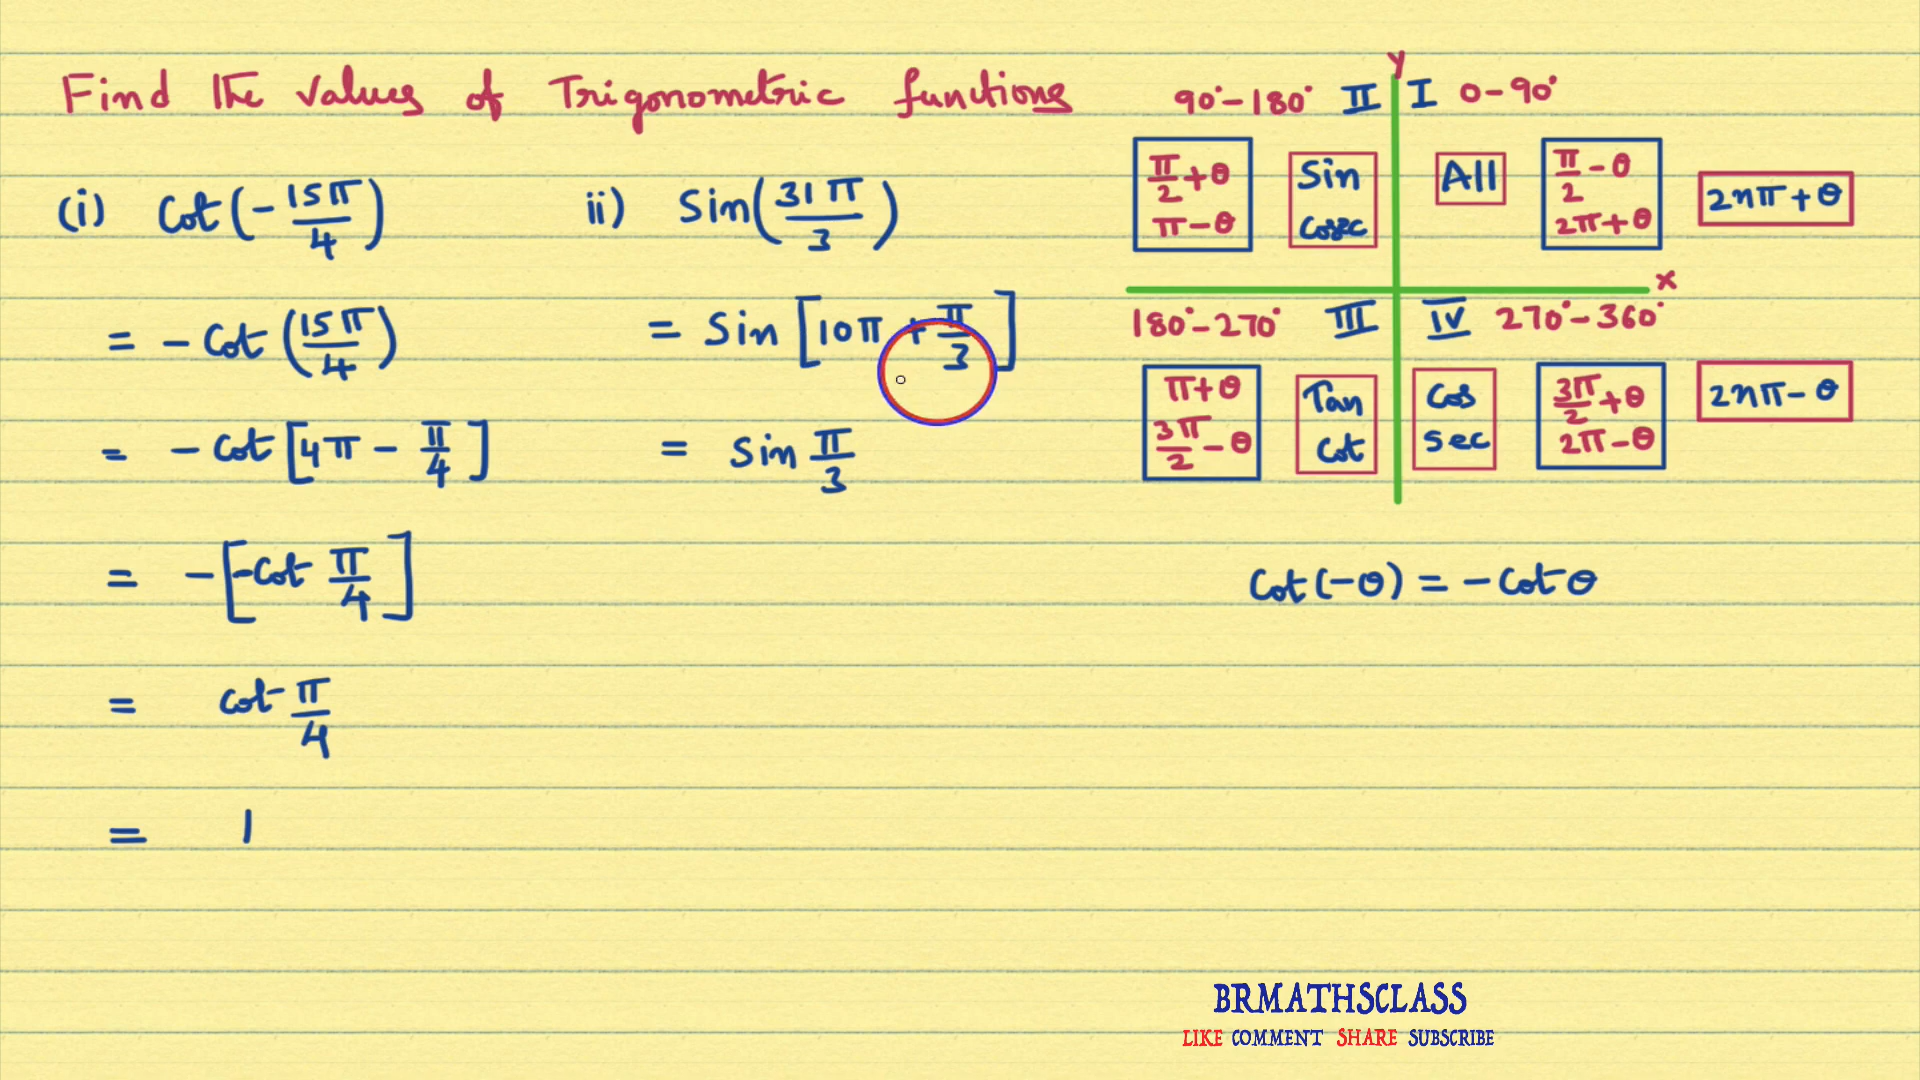 Find the values of Trigonometric functions
(i) Cot(-15π/4)
= -Cot(15π/4)
= -Cot[4π - π/4]
= -[-Cot π/4]
= Cot π/4
= 1
ii) Sin(31π/3)
= Sin[10π + π/3]
= Sin π/3
Y
90°-180° II I 0-90°
π/2+θ Sin All π/2-θ
π-θ Cosec 2π+θ
2nπ+θ
X
180°-270° III IV 270°-360°
π+θ Tan Cos 3π/2+θ
3π/2-θ Cot Sec 2π-θ
2nπ-θ
Cot(-θ) = -Cotθ
BRMATHSCLASS
LIKE COMMENT SHARE SUBSCRIBE